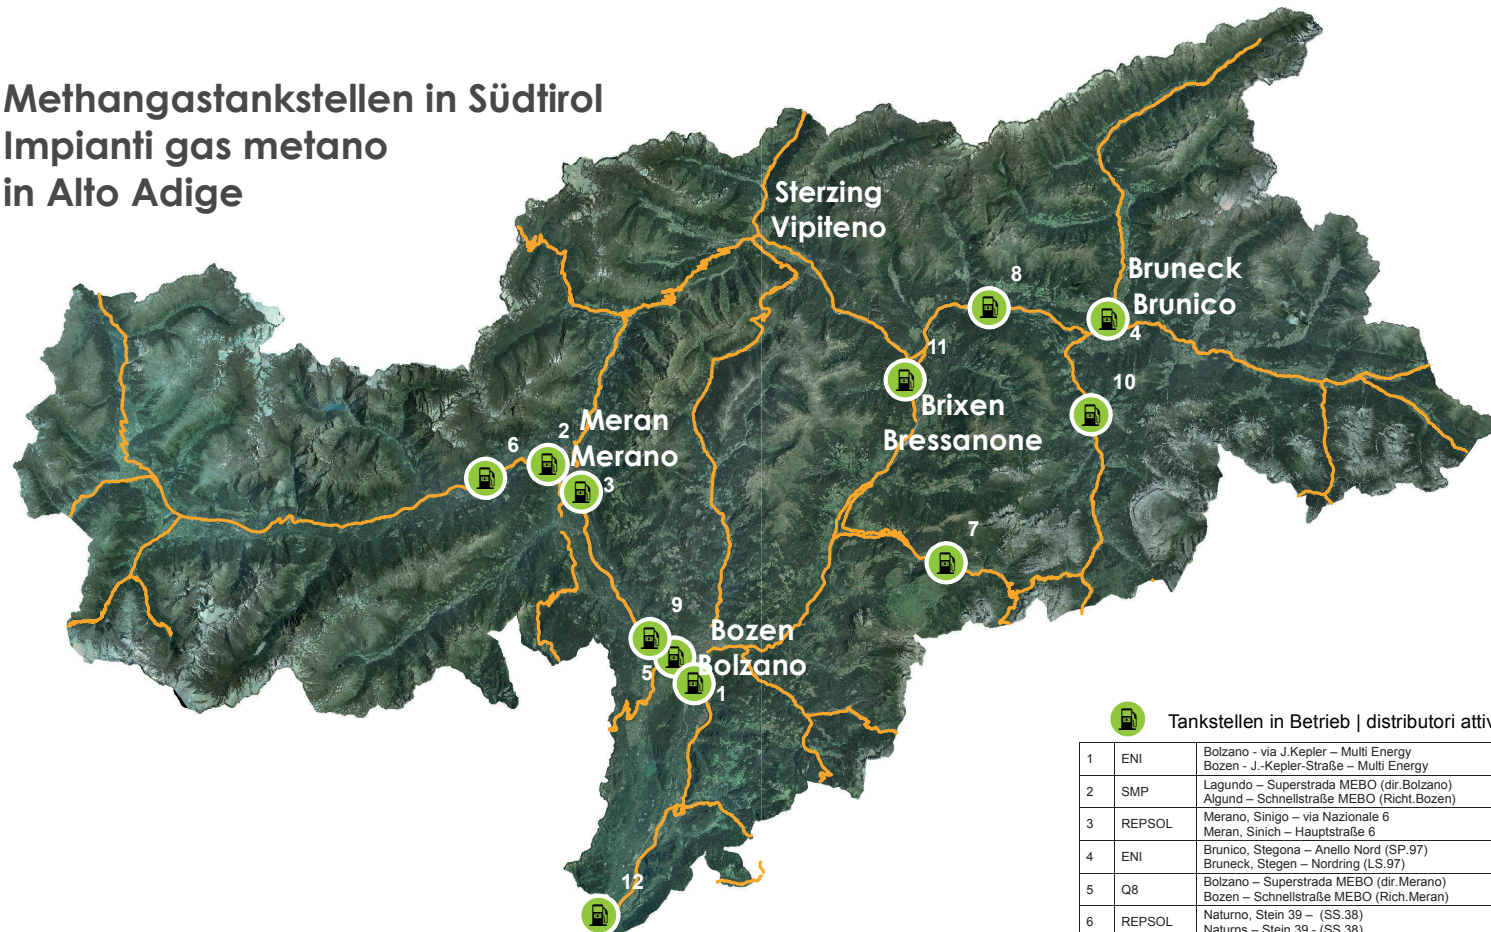 Methangastankstellen in Südtirol
Impianti gas metano
in Alto Adige
Sterzing
Vipiteno
8
Bruneck
Brunico
4
11
10
Brixen
Bressanone
2
Meran
6
Merano
3
7
9
Bozen
5
Bolzano
1
12
Tankstellen in Betrieb | distributori attiv
1 ENI Bolzano - via J.Kepler – Multi Energy
Bozen - J.-Kepler-Straße – Multi Energy
2 SMP Lagundo – Superstrada MEBO (dir.Bolzano)
Algund – Schnellstraße MEBO (Richt.Bozen)
3 REPSOL Merano, Sinigo – via Nazionale 6
Meran, Sinich – Hauptstraße 6
4 ENI Brunico, Stegona – Anello Nord (SP.97)
Bruneck, Stegen – Nordring (LS.97)
5 Q8 Bolzano – Superstrada MEBO (dir.Merano)
Bozen – Schnellstraße MEBO (Rich.Meran)
6 REPSOL Naturno, Stein 39 – (SS.38)
Naturns – Stein 39 - (SS.38)